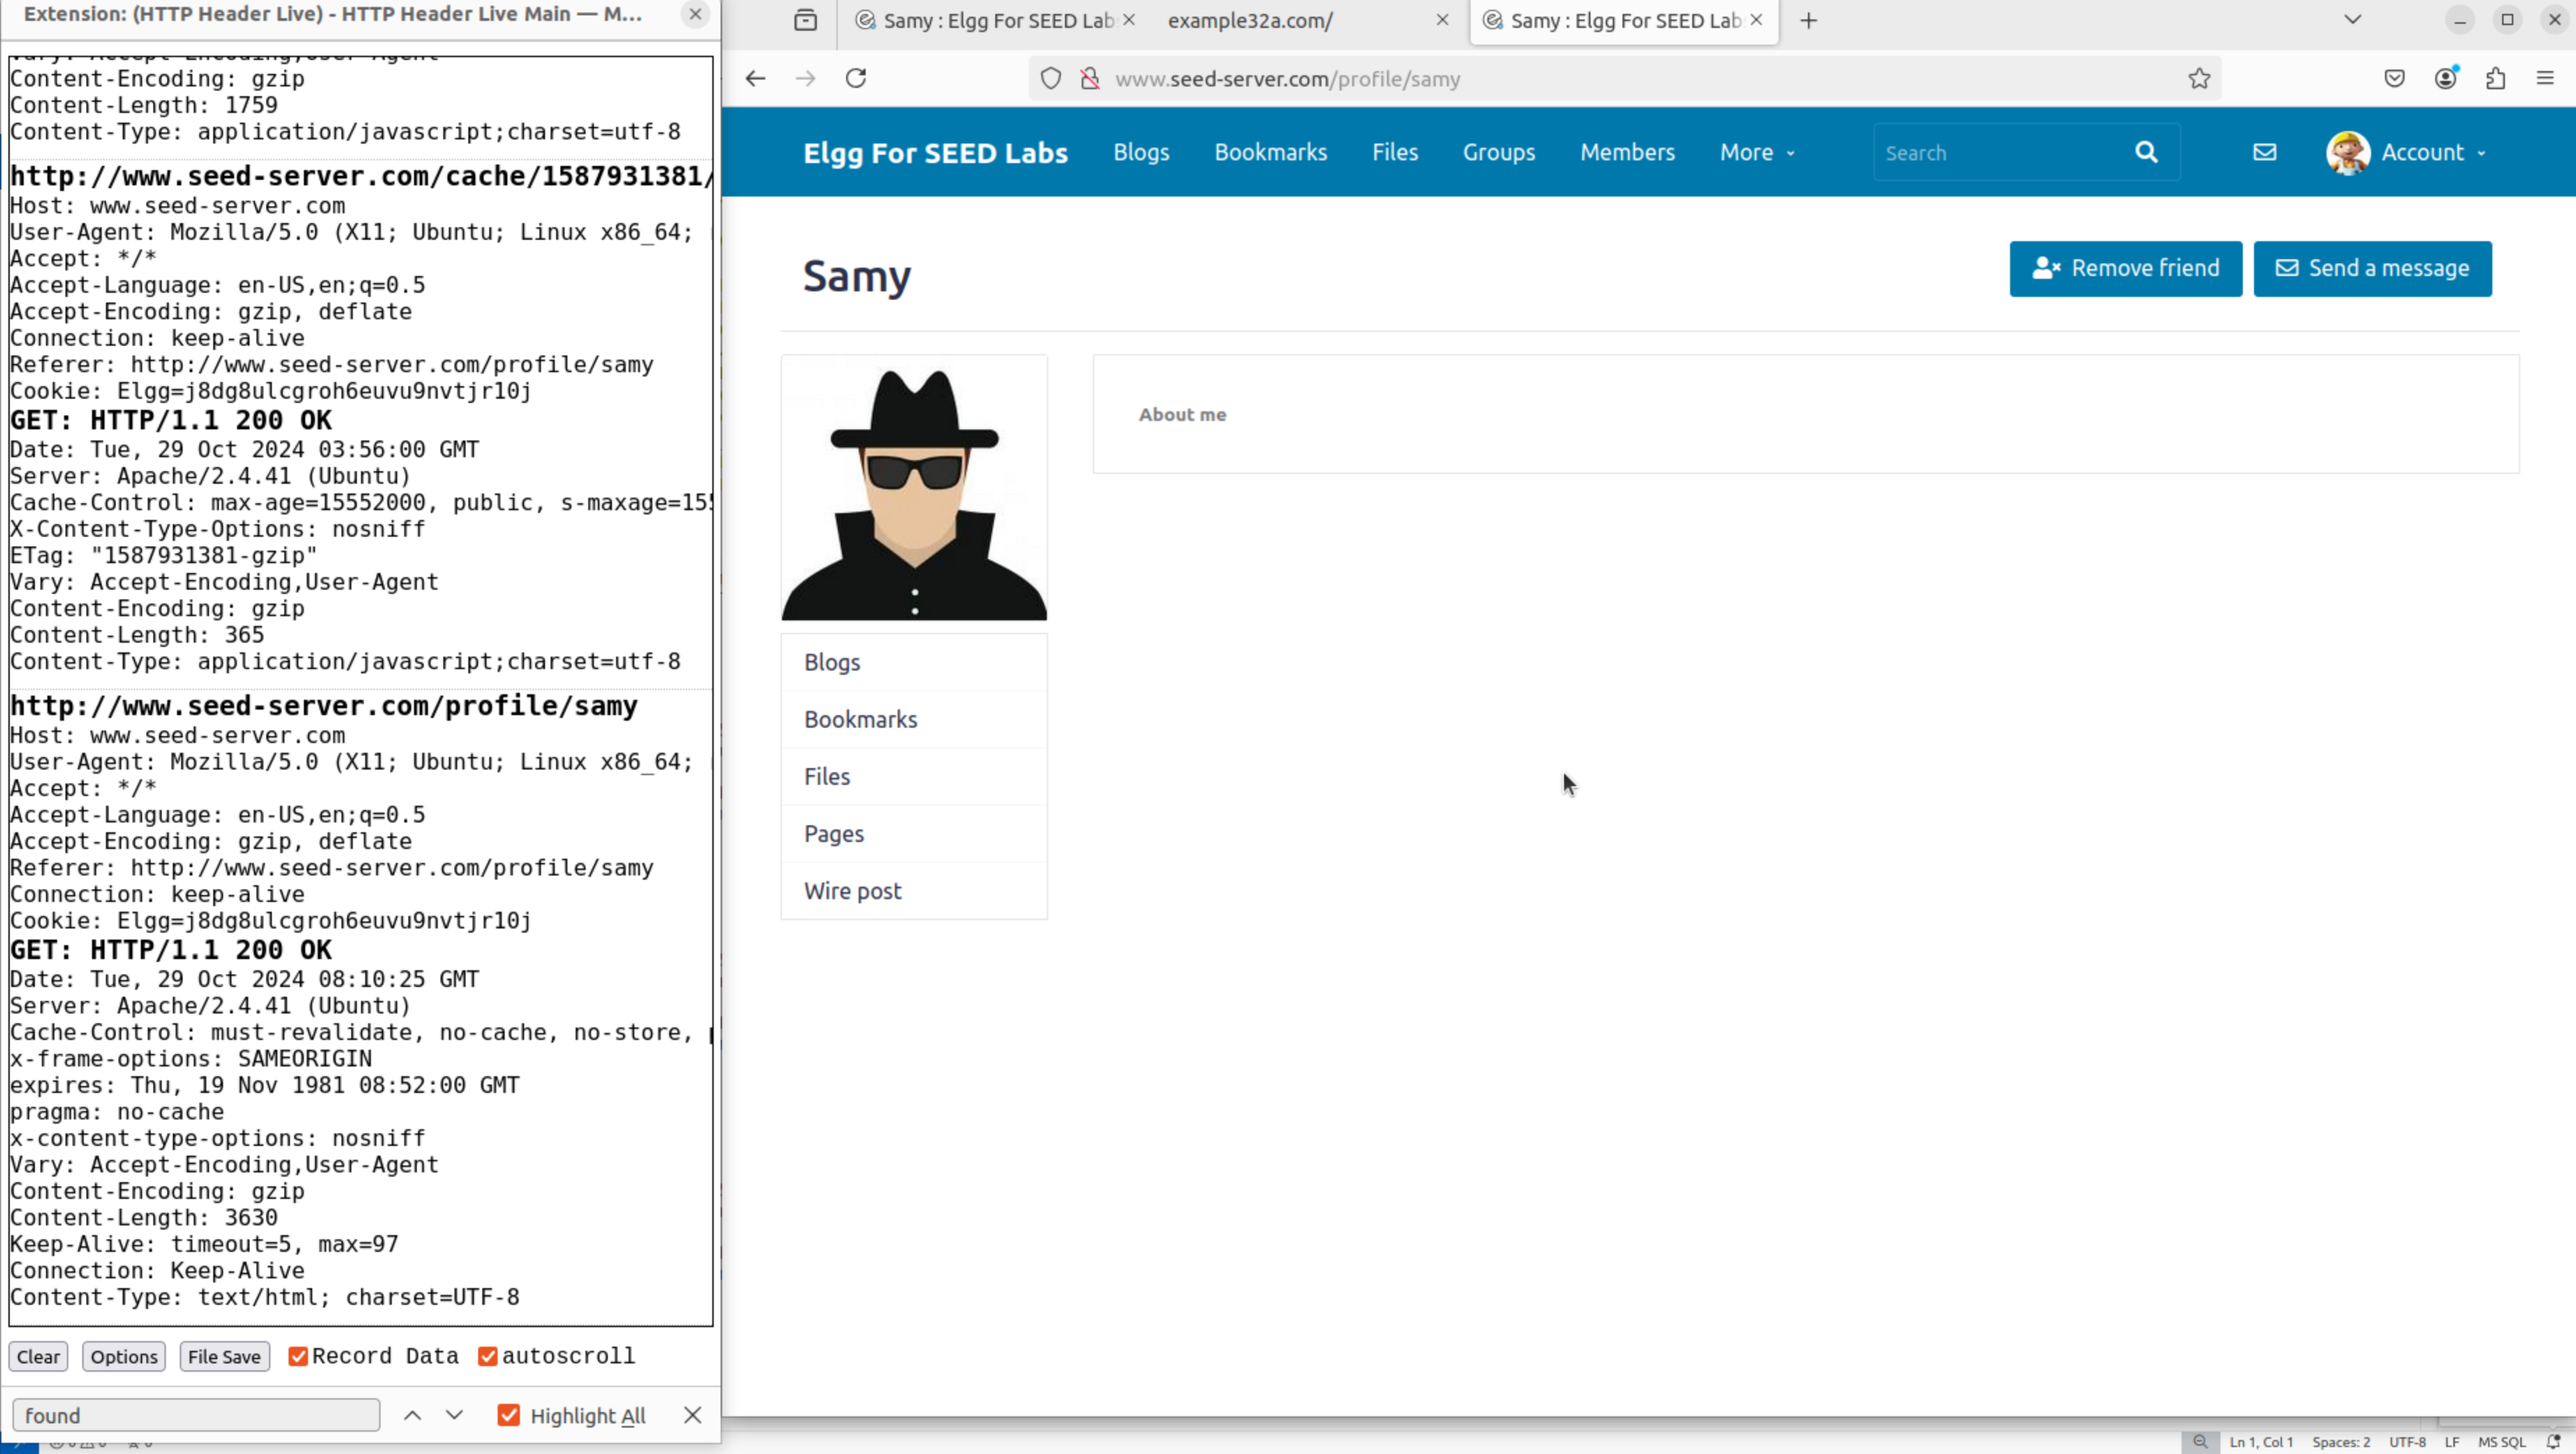 Extension: (HTTP Header Live) - HTTP Header Live Main — M...
Content-Encoding: gzip
Content-Length: 1759
Content-Type: application/javascript;charset=utf-8
http://www.seed-server.com/cache/1587931381/
Host: www.seed-server.com
User-Agent: Mozilla/5.0 (X11; Ubuntu; Linux x86_64;
Accept: */*
Accept-Language: en-US,en;q=0.5
Accept-Encoding: gzip, deflate
Connection: keep-alive
Referer: http://www.seed-server.com/profile/samy
Cookie: Elgg=j8dg8ulcgroh6euvu9nvtjr10j
GET: HTTP/1.1 200 OK
Date: Tue, 29 Oct 2024 03:56:00 GMT
Server: Apache/2.4.41 (Ubuntu)
Cache-Control: max-age=15552000, public, s-maxage=155
X-Content-Type-Options: nosniff
ETag: "1587931381-gzip"
Vary: Accept-Encoding,User-Agent
Content-Encoding: gzip
Content-Length: 365
Content-Type: application/javascript;charset=utf-8
http://www.seed-server.com/profile/samy
Host: www.seed-server.com
User-Agent: Mozilla/5.0 (X11; Ubuntu; Linux x86_64;
Accept: */*
Accept-Language: en-US,en;q=0.5
Accept-Encoding: gzip, deflate
Referer: http://www.seed-server.com/profile/samy
Connection: keep-alive
Cookie: Elgg=j8dg8ulcgroh6euvu9nvtjr10j
GET: HTTP/1.1 200 OK
Date: Tue, 29 Oct 2024 08:10:25 GMT
Server: Apache/2.4.41 (Ubuntu)
Cache-Control: must-revalidate, no-cache, no-store,
x-frame-options: SAMEORIGIN
expires: Thu, 19 Nov 1981 08:52:00 GMT
pragma: no-cache
x-content-type-options: nosniff
Vary: Accept-Encoding,User-Agent
Content-Encoding: gzip
Content-Length: 3630
Keep-Alive: timeout=5, max=97
Connection: Keep-Alive
Content-Type: text/html; charset=UTF-8
Clear Options File Save Record Data autoscroll
found Highlight All
Samy : Elgg For SEED Lab example32a.com/ Samy : Elgg For SEED Lab
www.seed-server.com/profile/samy
Elgg For SEED Labs Blogs Bookmarks Files Groups Members More Search Account
Samy Remove friend Send a message
About me
Blogs
Bookmarks
Files
Pages
Wire post
Ln 1, Col 1 Spaces: 2 UTF-8 LF MS SQL